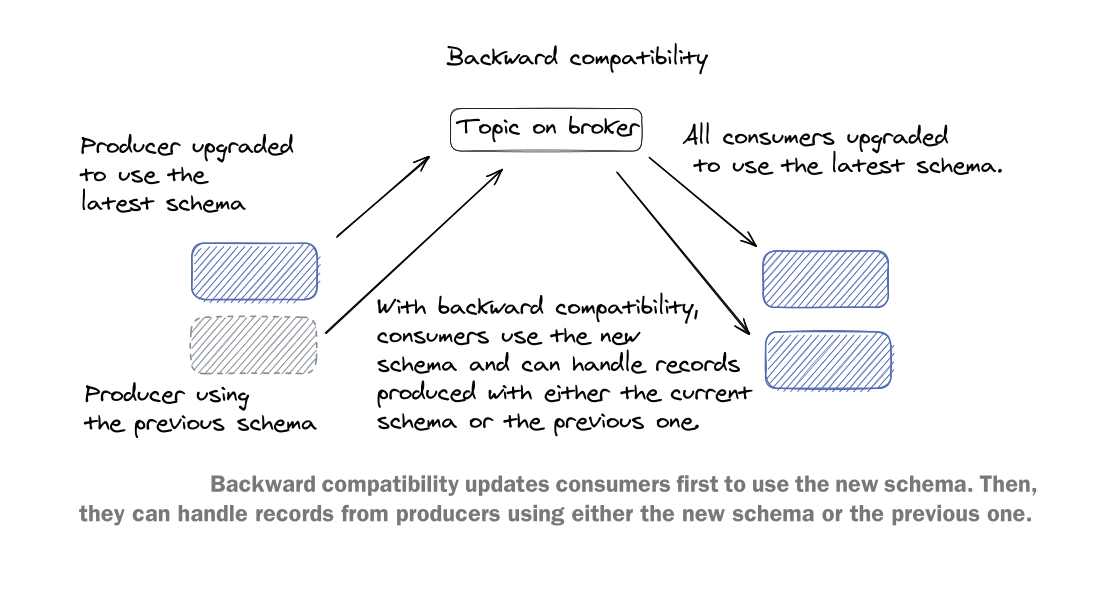 Backward compatibility
Topic on broker
Producer upgraded
to use the
latest schema
All consumers upgraded
to use the latest schema.
With backward compatibility,
consumers use the new
schema and can handle records
produced with either the current
schema or the previous one.
Producer using
the previous schema
Backward compatibility updates consumers first to use the new schema. Then,
they can handle records from producers using either the new schema or the previous one.